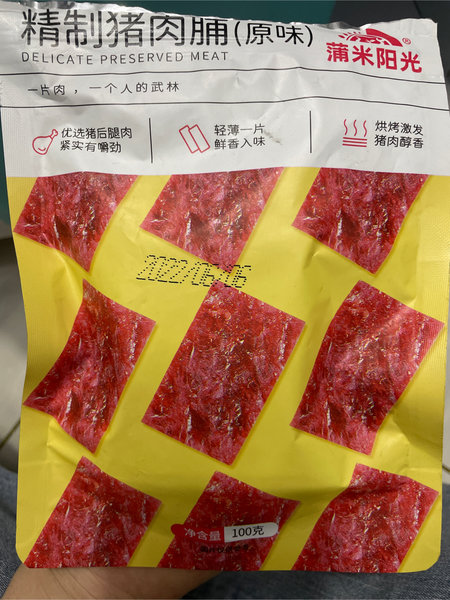 精制猪肉脯(原味)
蒲米阳光
DELICATE PRESERVED MEAT
一片肉，一个人的武林
优选猪后腿肉
紧实有嚼劲
轻薄一片
鲜香入味
烘烤激发
猪肉醇香
2022/06/06
净含量 100克